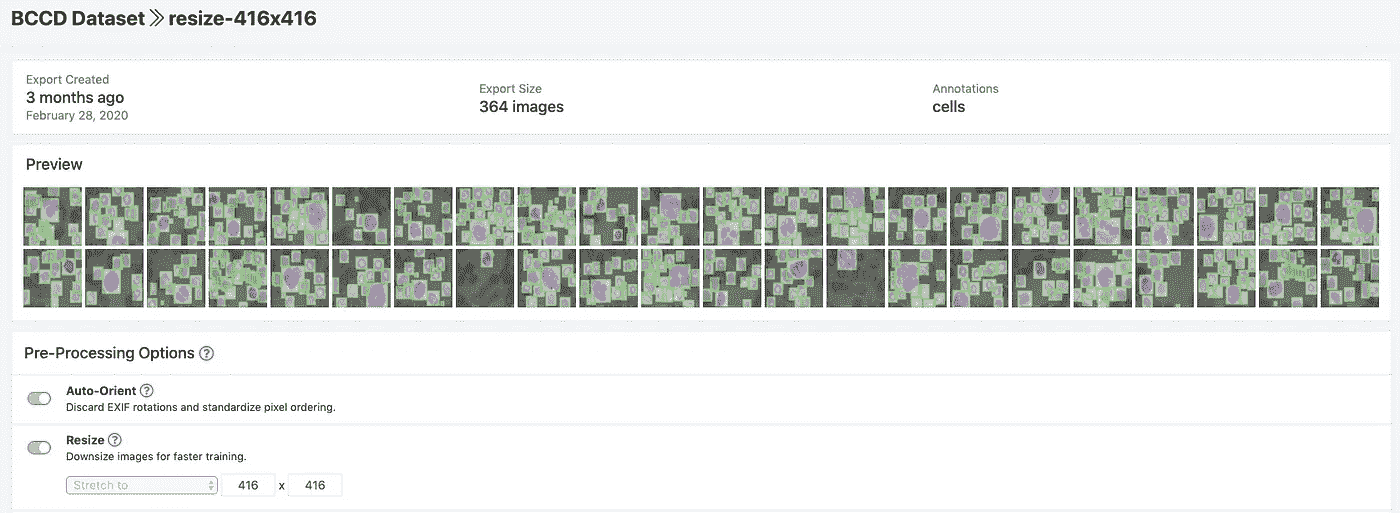 BCCD Dataset >> resize-416x416
Export Created
3 months ago
February 28, 2020
Export Size
364 images
Annotations
cells
Preview
Pre-Processing Options ?
Auto-Orient ?
Discard EXIF rotations and standardize pixel ordering.
Resize ?
Downsize images for faster training.
Stretch to 416 x 416